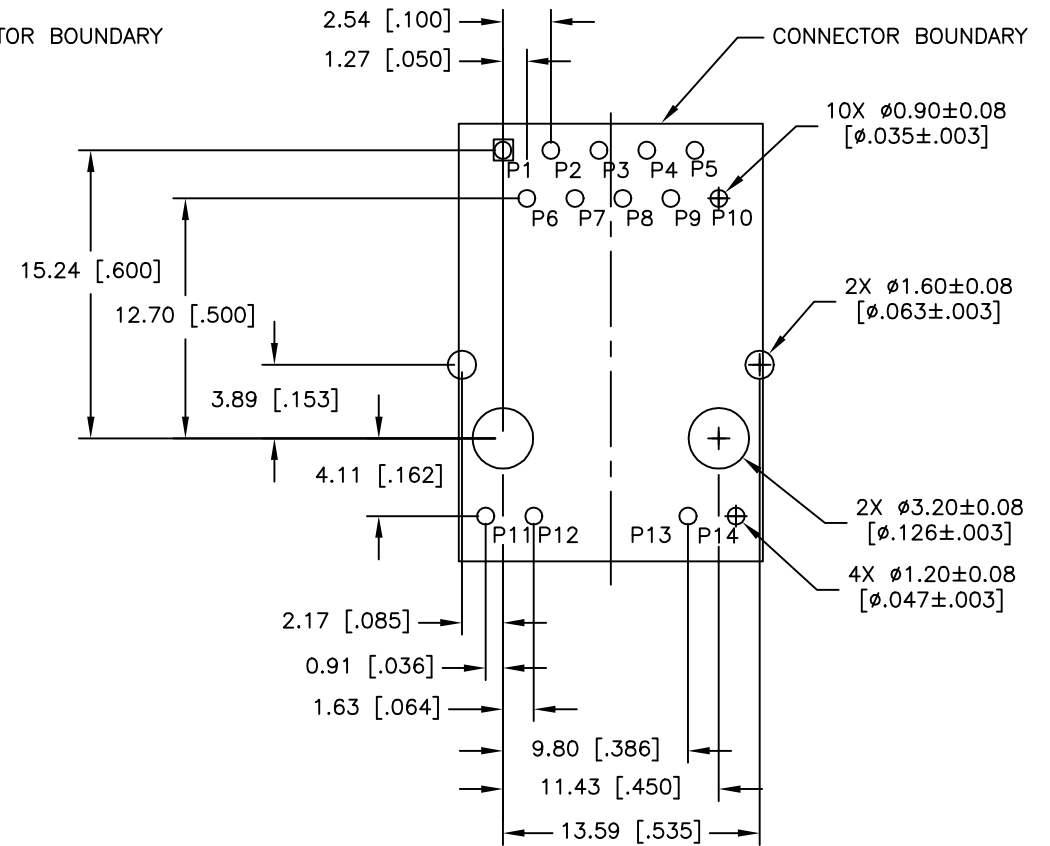 2.54 [.100]
TOR BOUNDARY
CONNECTOR BOUNDARY
1.27 [.050]
10X ø0.90±0.08
[ø.035±.003]
P1 P2 P3 P4 P5
P6 P7 P8 P9 P10
15.24 [.600]
2X ø1.60±0.08
[ø.063±.003]
12.70 [.500]
3.89 [.153]
4.11 [.162]
2X ø3.20±0.08
[ø.126±.003]
P11 P12 P13 P14
4X ø1.20±0.08
[ø.047±.003]
2.17 [.085]
0.91 [.036]
1.63 [.064]
9.80 [.386]
11.43 [.450]
13.59 [.535]